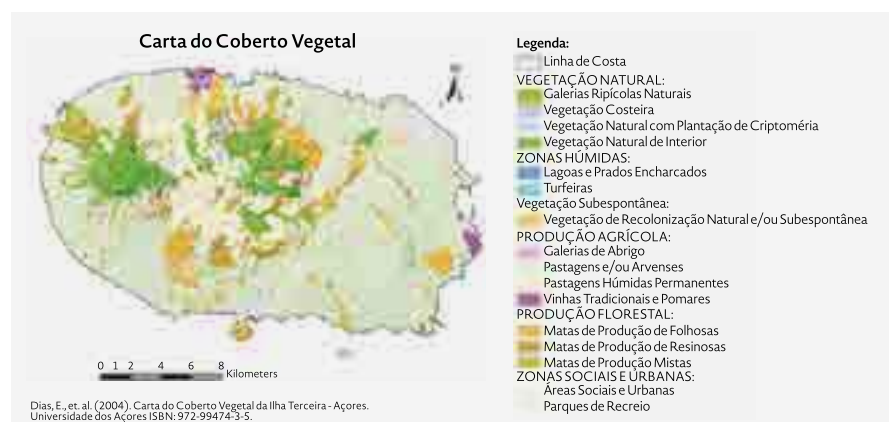 Carta do Coberto Vegetal
0 1 2 4 6 8
Kilometers
Dias, E., et. al. (2004). Carta do Coberto Vegetal da Ilha Terceira - Açores.
Universidade dos Açores ISBN: 972-99474-3-5.
Legenda:
Linha de Costa
VEGETAÇÃO NATURAL:
Galerias Ripícolas Naturais
Vegetação Costeira
Vegetação Natural com Plantação de Criptoméria
Vegetação Natural de Interior
ZONAS HÚMIDAS:
Lagoas e Prados Encharcados
Turfeiras
Vegetação Subespontânea:
Vegetação de Recolonização Natural e/ou Subespontânea
PRODUÇÃO AGRÍCOLA:
Galerias de Abrigo
Pastagens e/ou Arvenses
Pastagens Húmidas Permanentes
Vinhas Tradicionais e Pomares
PRODUÇÃO FLORESTAL:
Matas de Produção de Folhosas
Matas de Produção de Resinosas
Matas de Produção Mistas
ZONAS SOCIAIS E URBANAS:
Áreas Sociais e Urbanas
Parques de Recreio